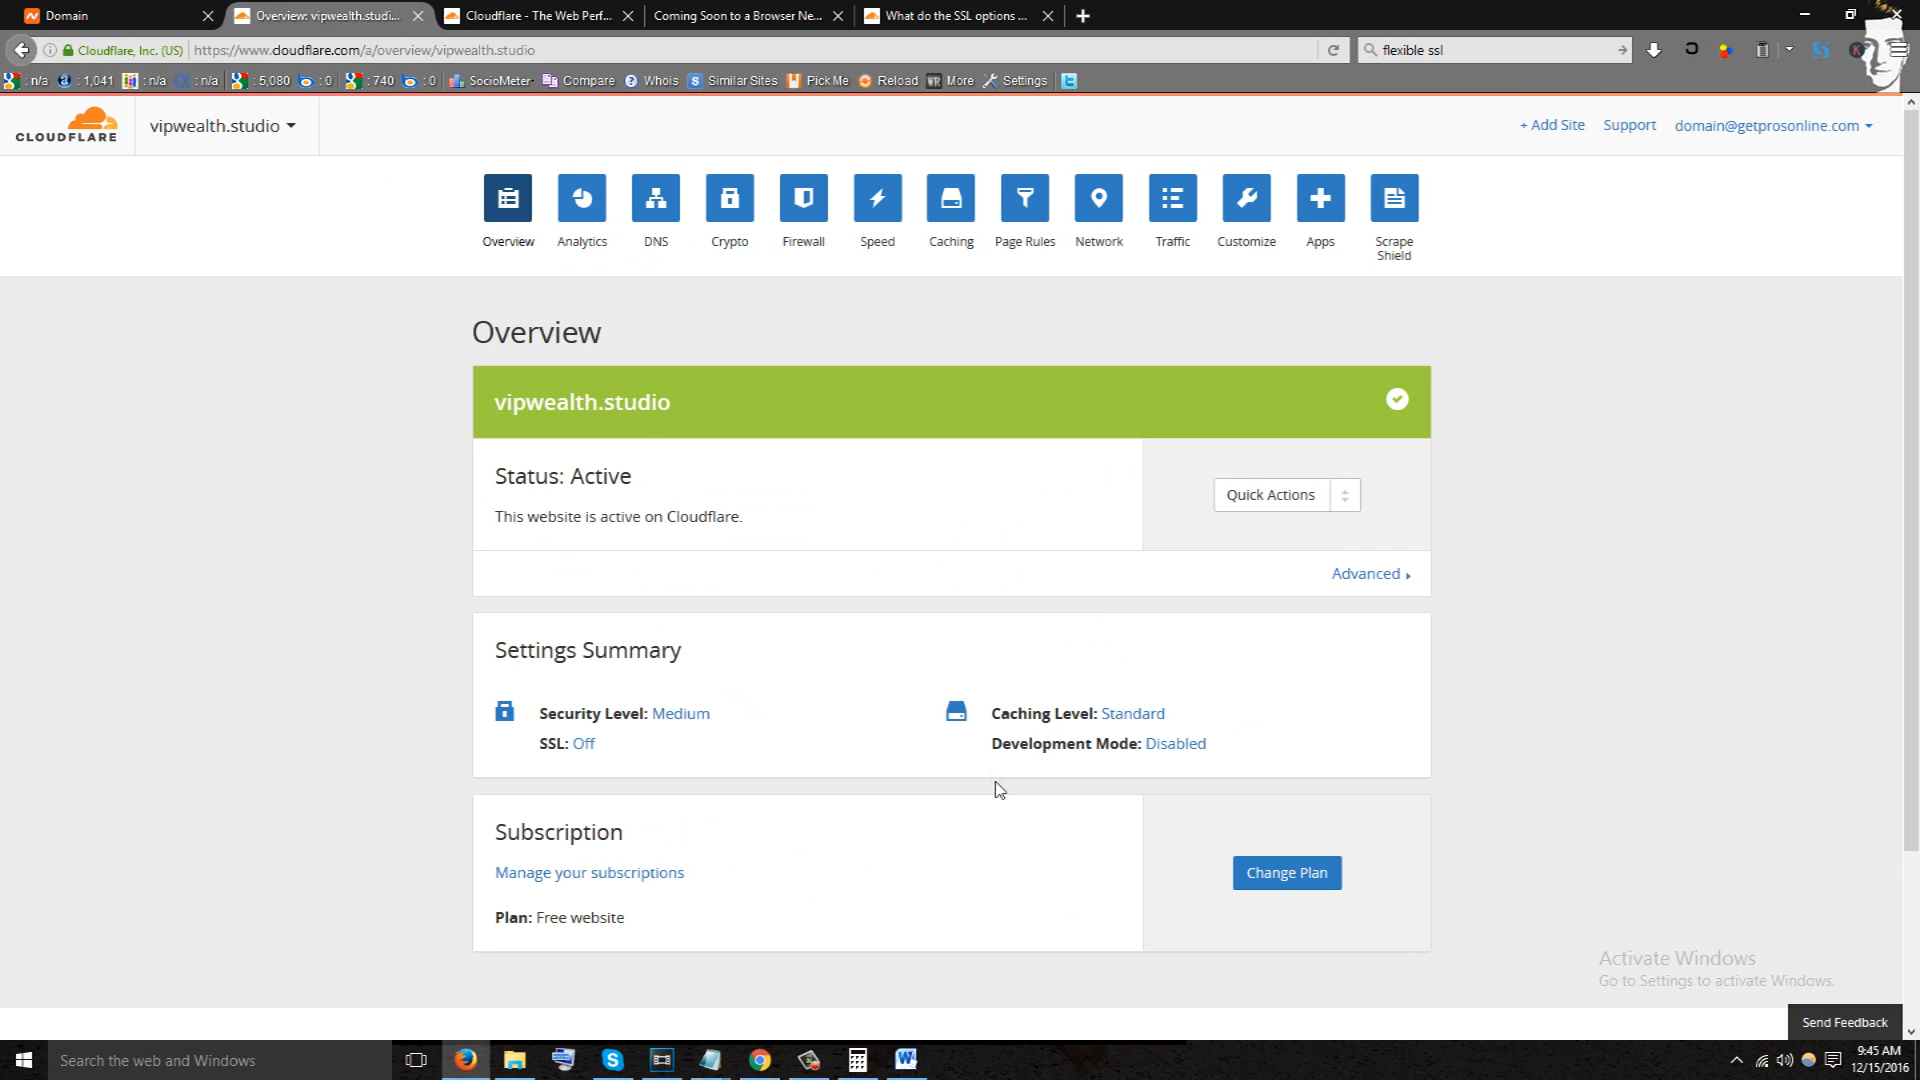 Domain
Overview: vipwealth.studi...
Cloudflare - The Web Perf...
Coming Soon to a Browser Ne...
What do the SSL options ...
Cloudflare, Inc. (US)
https://www.cloudflare.com/a/overview/vipwealth.studio
flexible ssl
: n/a
: 1,041
: n/a
: n/a
: 5,080
: 0
: 740
: 0
SocioMeter
Compare
Whois
Similar Sites
PickMe
Reload
More
Settings
CLOUDFLARE
vipwealth.studio
+ Add Site
Support
domain@getprosonline.com
Overview
Analytics
DNS
Crypto
Firewall
Speed
Caching
Page Rules
Network
Traffic
Customize
Apps
Scrape
Shield
Overview
vipwealth.studio
Status: Active
This website is active on Cloudflare.
Quick Actions
Advanced
Settings Summary
Security Level: Medium
SSL: Off
Caching Level: Standard
Development Mode: Disabled
Subscription
Manage your subscriptions
Plan: Free website
Change Plan
Activate Windows
Go to Settings to activate Windows.
Send Feedback
Search the web and Windows
9:45 AM
12/15/2016